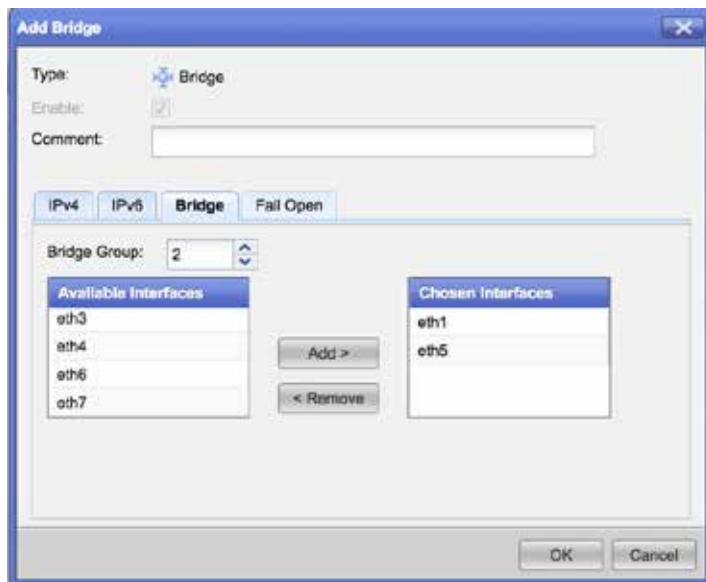 Add Bridge
Type: Bridge
Enable:
Comment:
IPv4 IPv6 Bridge Fail Open
Bridge Group: 2
Available Interfaces Chosen Interfaces
eth3 eth1
eth4 Add > eth5
eth6
eth7 < Remove
OK Cancel